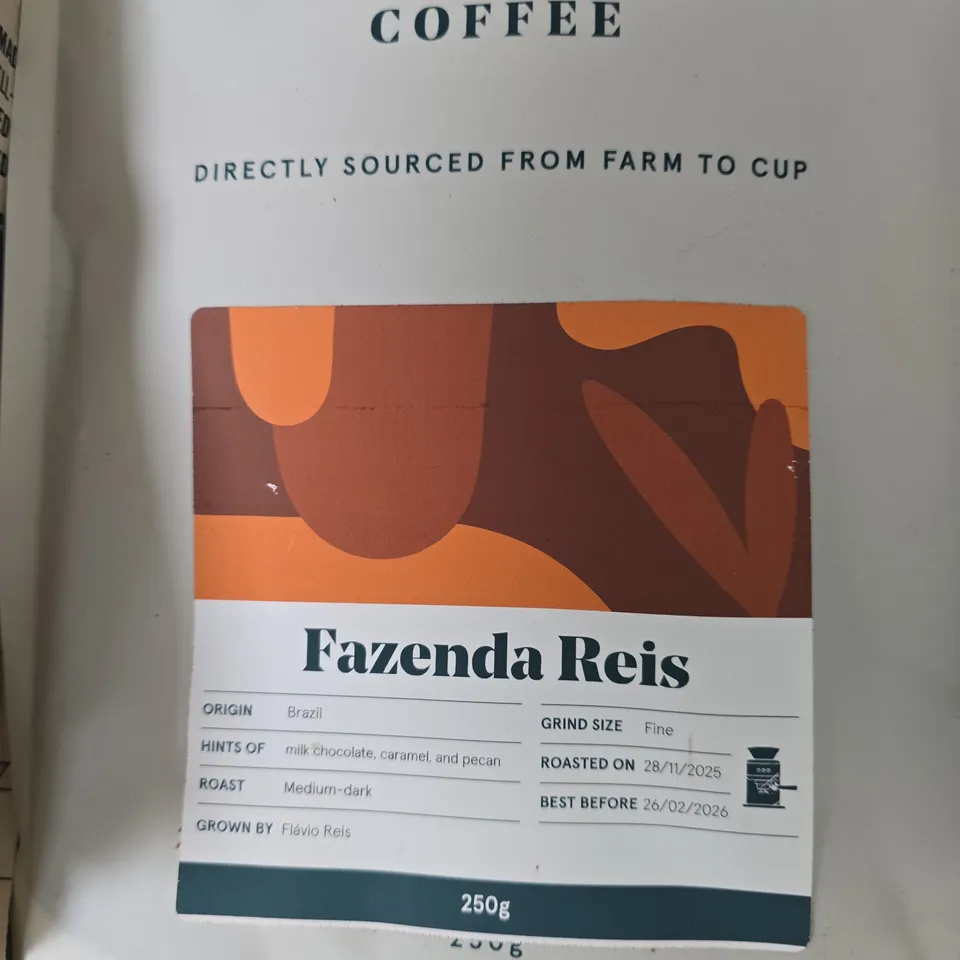 COFFEE
DIRECTLY SOURCED FROM FARM TO CUP
Fazenda Reis
ORIGIN Brazil
HINTS OF milk chocolate, caramel, and pecan
ROAST Medium-dark
GROWN BY Flávio Reis
GRIND SIZE Fine
ROASTED ON 28/11/2025
BEST BEFORE 26/02/2026
250g
250g